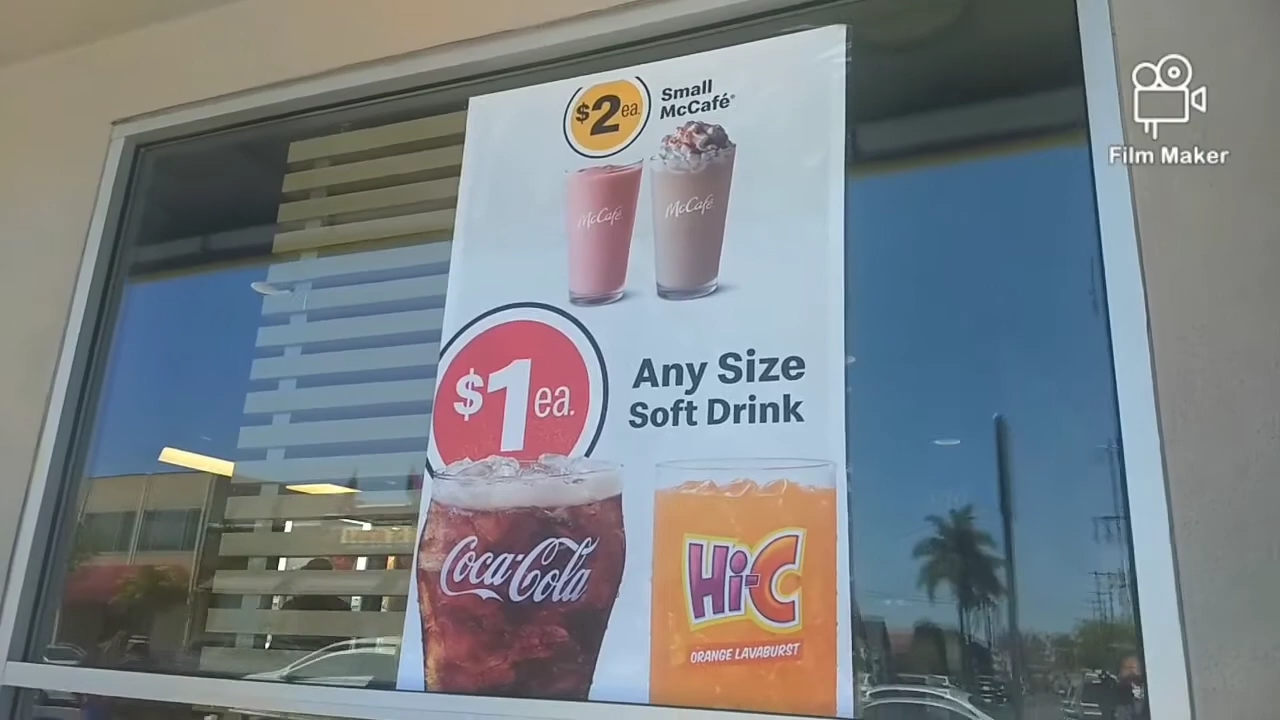 $2 ea.
Small
McCafé®
McCafé
McCafé
$1 ea.
Any Size
Soft Drink
Coca-Cola
Hi-C
ORANGE LAVABURST
Film Maker